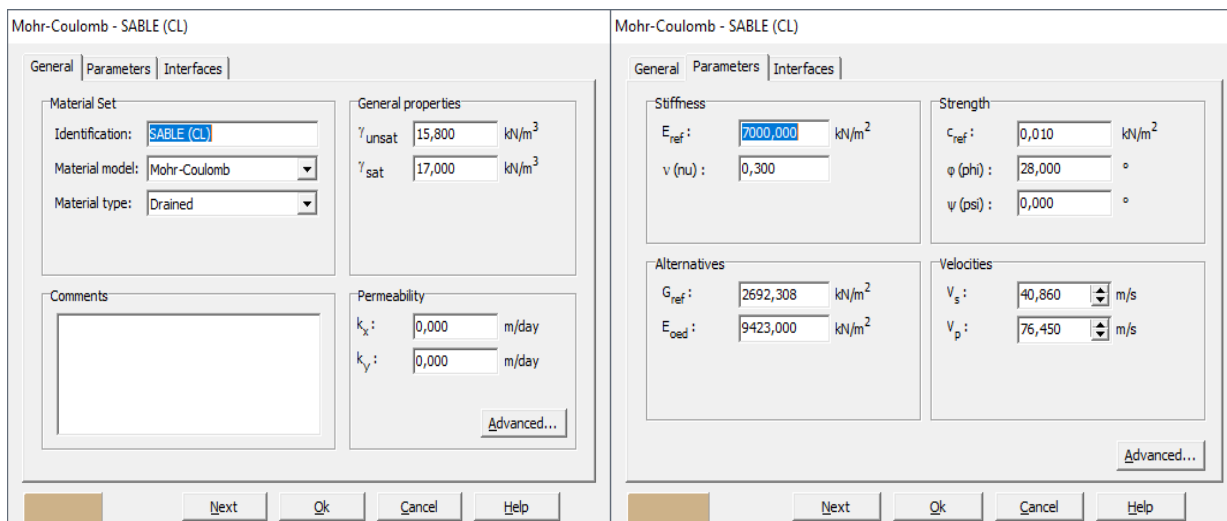 Mohr-Coulomb - SABLE (CL)
General Parameters Interfaces
Material Set
Identification: SABLE (CL)
Material model: Mohr-Coulomb
Material type: Drained
General properties
γunsat 15,800 kN/m³
γsat 17,000 kN/m³
Comments
Permeability
kx : 0,000 m/day
ky : 0,000 m/day
Advanced...
Next Ok Cancel Help
Mohr-Coulomb - SABLE (CL)
General Parameters Interfaces
Stiffness
Eref : 7000,000 kN/m²
ν (nu) : 0,300
Strength
cref : 0,010 kN/m²
φ (phi) : 28,000 °
ψ (psi) : 0,000 °
Alternatives
Gref : 2692,308 kN/m²
Eoed : 9423,000 kN/m²
Velocities
Vs : 40,860 m/s
Vp : 76,450 m/s
Advanced...
Next Ok Cancel Help